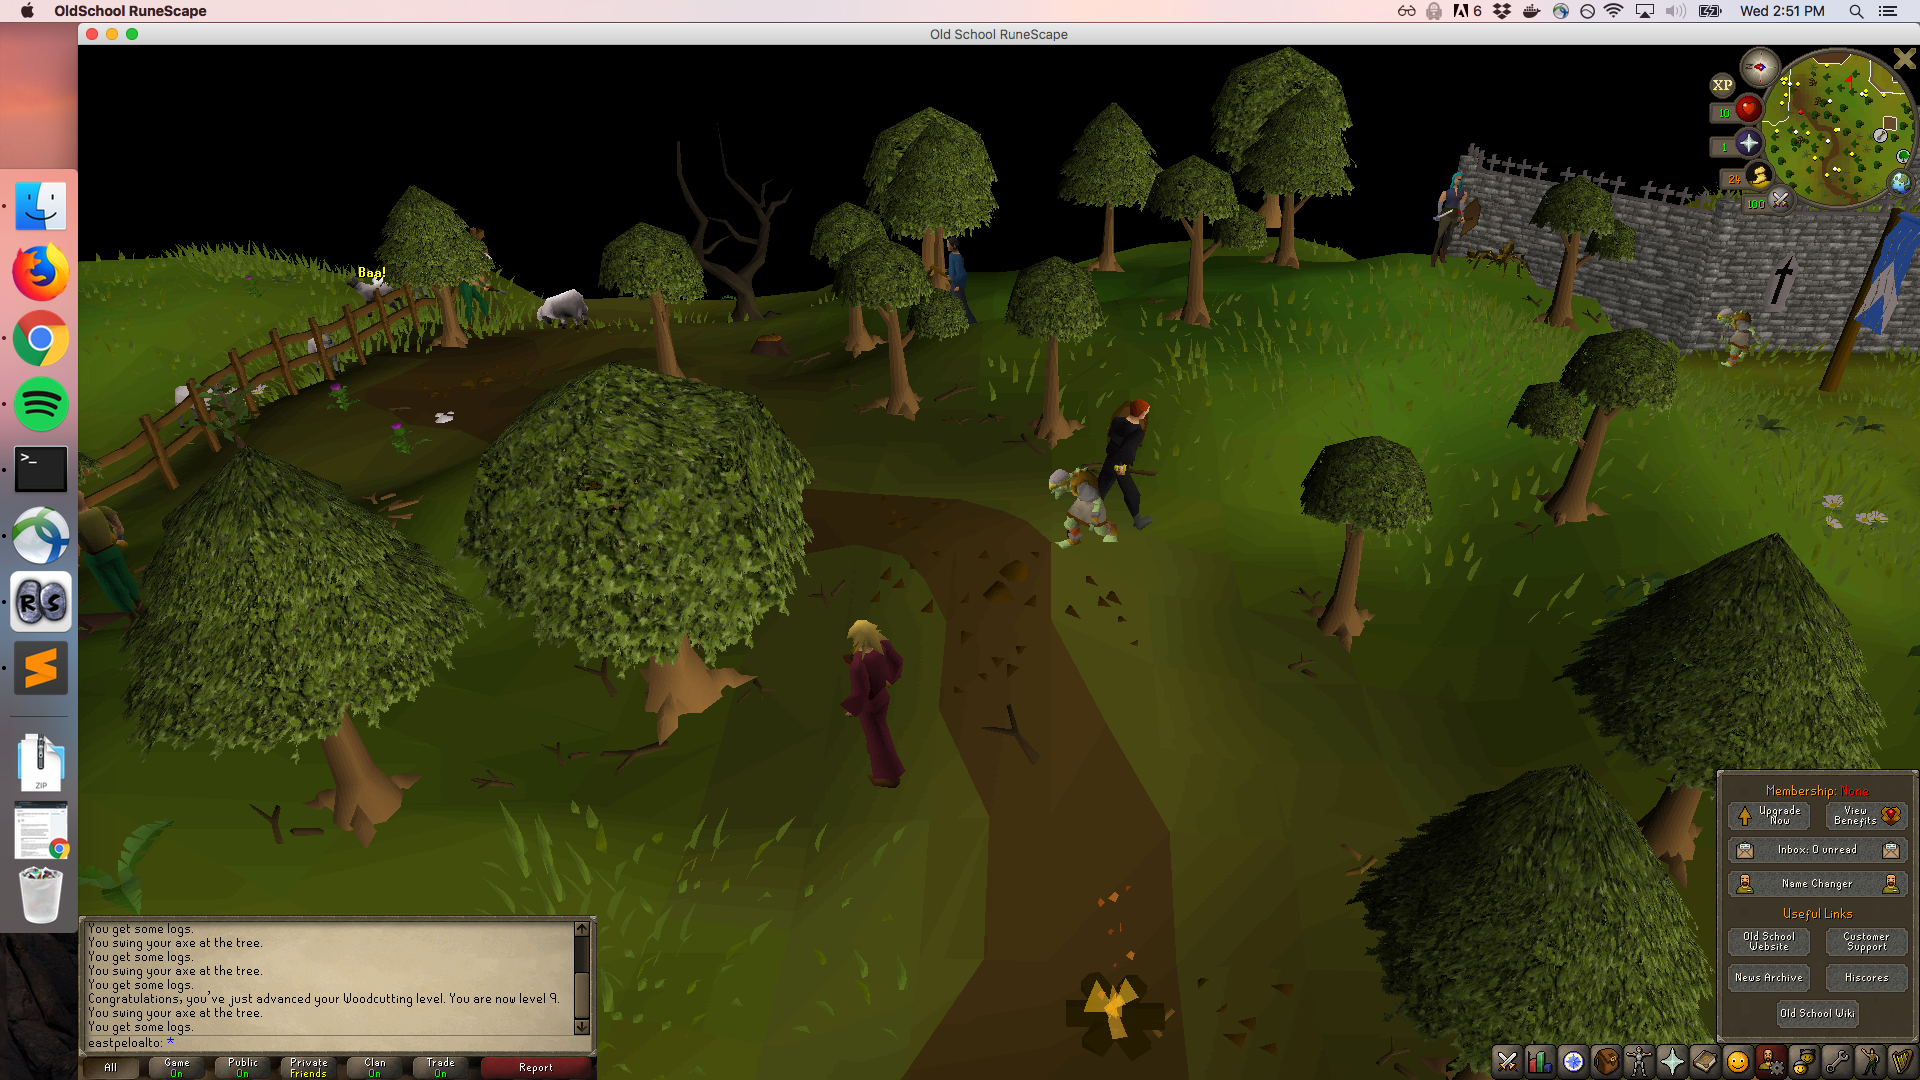 OldSchool RuneScape
6
Wed 2:51 PM
Old School RuneScape
XP
10
1
24
100
Baa!
>_
RS
ZIP
Membership: None
Upgrade Now
View Benefits
Inbox: 0 unread
Name Changer
Useful Links
Old School Website
Customer Support
News Archive
Hiscores
Old School Wiki
You get some logs.
You swing your axe at the tree.
You get some logs.
You swing your axe at the tree.
You get some logs.
Congratulations, you've just advanced your Woodcutting level. You are now level 9.
You swing your axe at the tree.
You get some logs.
eastpeloalto: *
All
Game On
Public On
Private Friends
Clan On
Trade On
Report